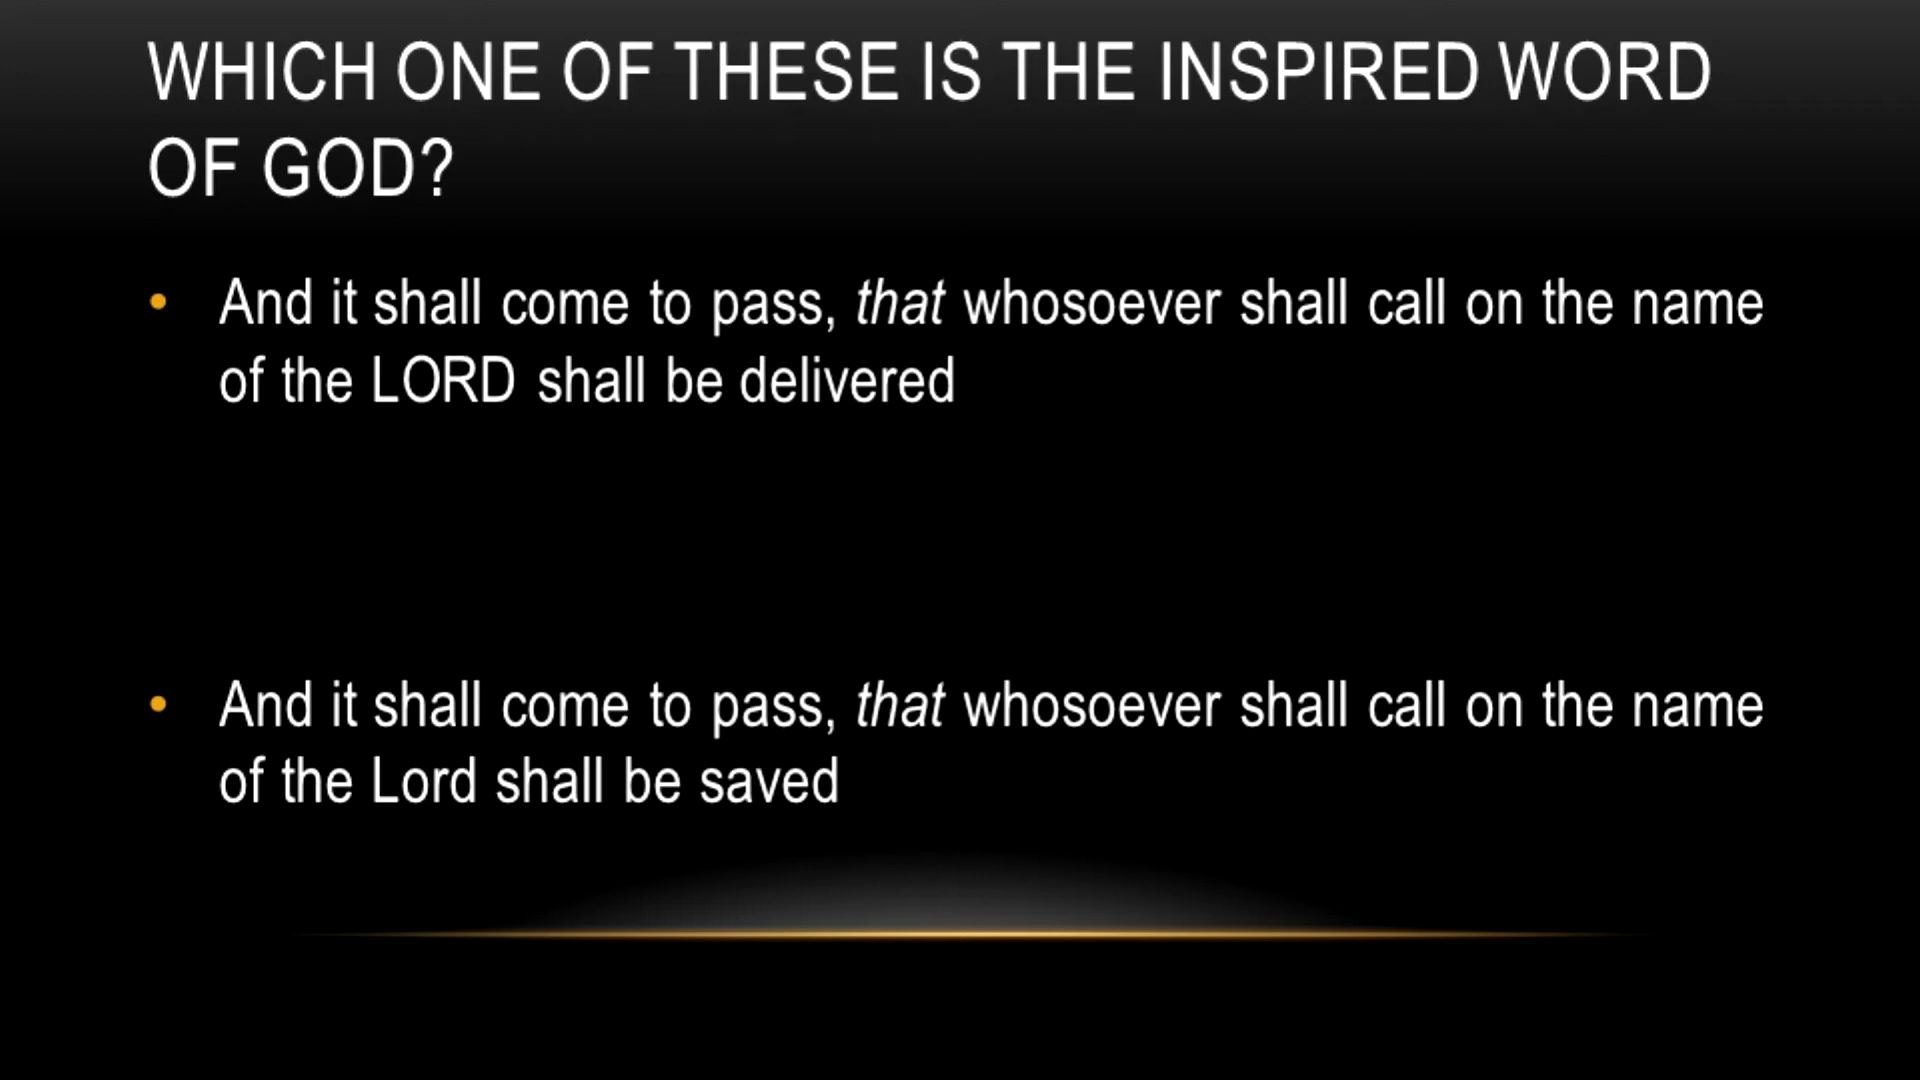 WHICH ONE OF THESE IS THE INSPIRED WORD
OF GOD?
• And it shall come to pass, that whosoever shall call on the name
of the LORD shall be delivered
• And it shall come to pass, that whosoever shall call on the name
of the Lord shall be saved